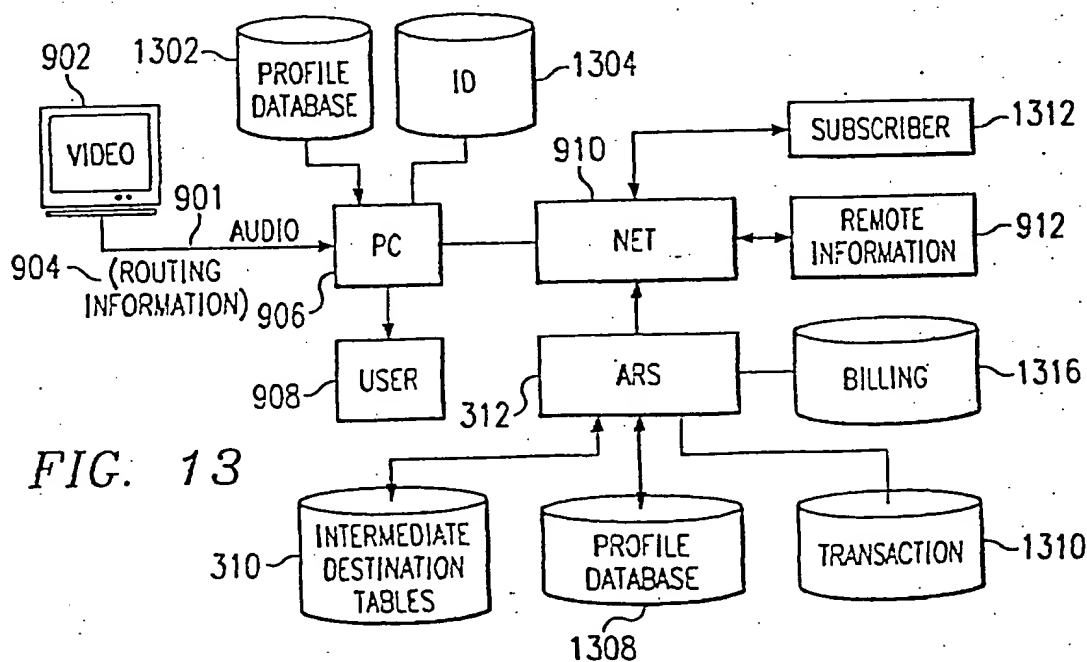 1302
902
PROFILE
DATABASE
ID
1304
VIDEO
SUBSCRIBER
1312
910
901
AUDIO
PC
NET
REMOTE
INFORMATION
912
904
(ROUTING
INFORMATION)
906
USER
908
ARS
312
BILLING
1316
FIG. 13
INTERMEDIATE
DESTINATION
TABLES
310
PROFILE
DATABASE
1308
TRANSACTION
1310